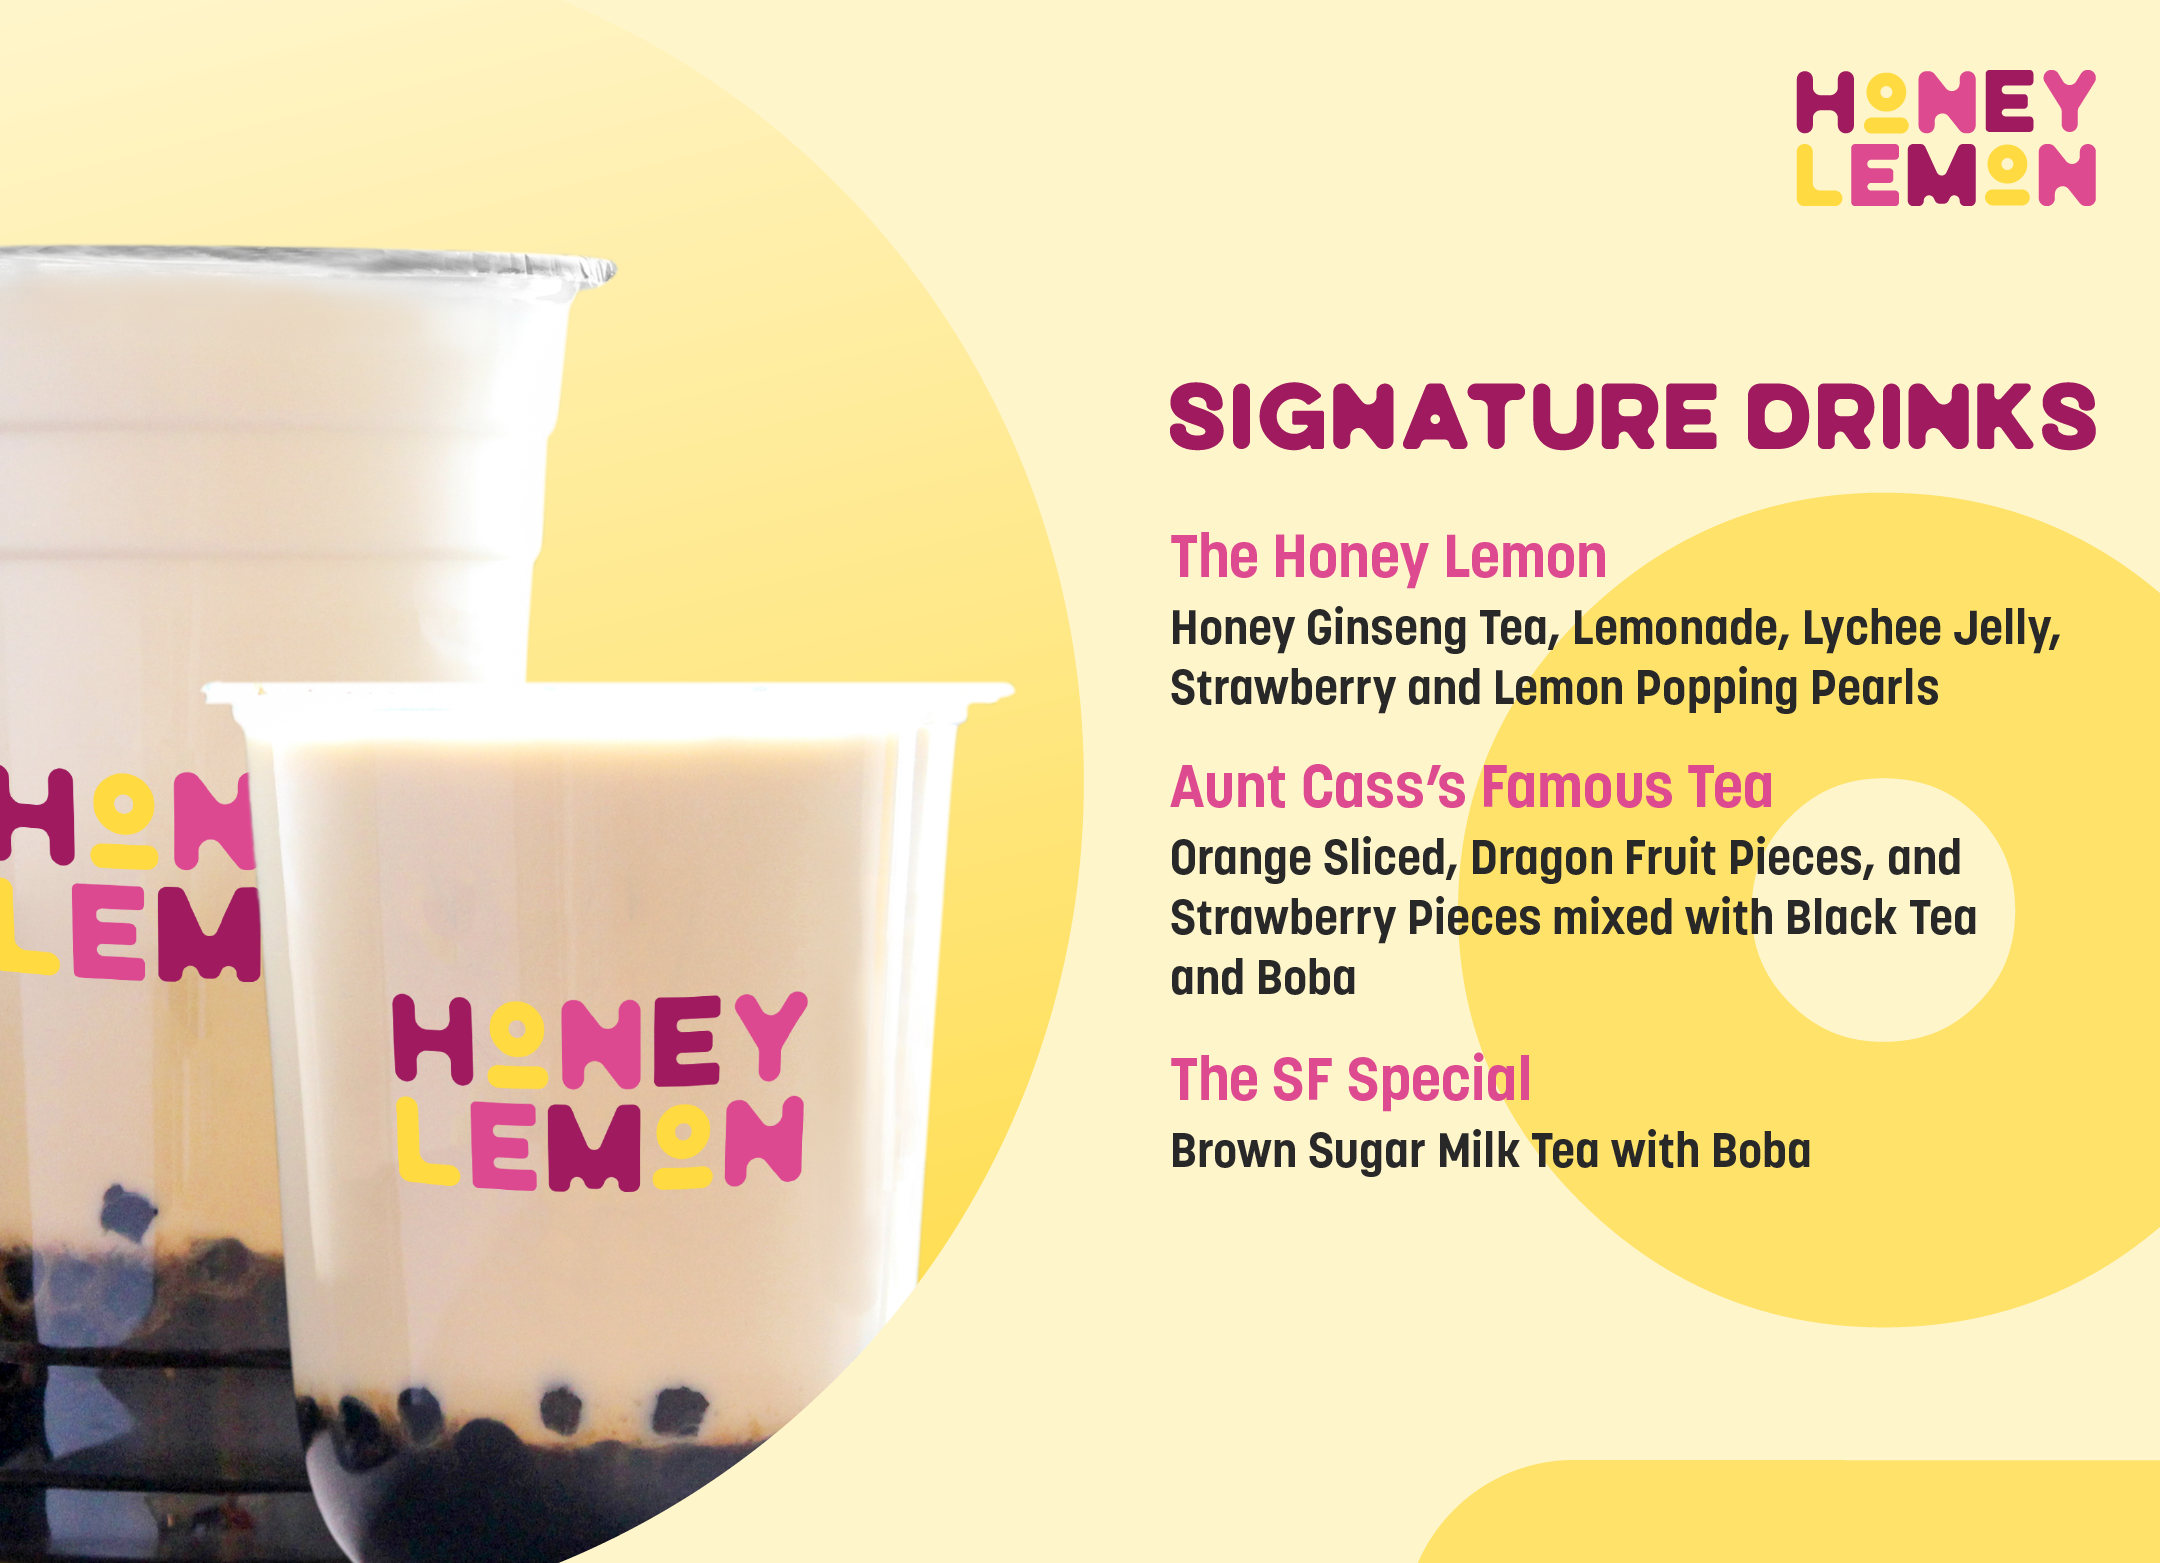 HONEY
LEMON
SIGNATURE DRINKS
The Honey Lemon
Honey Ginseng Tea, Lemonade, Lychee Jelly,
Strawberry and Lemon Popping Pearls
Aunt Cass’s Famous Tea
Orange Sliced, Dragon Fruit Pieces, and
Strawberry Pieces mixed with Black Tea
and Boba
The SF Special
Brown Sugar Milk Tea with Boba
HON
LEM
HONEY
LEMON